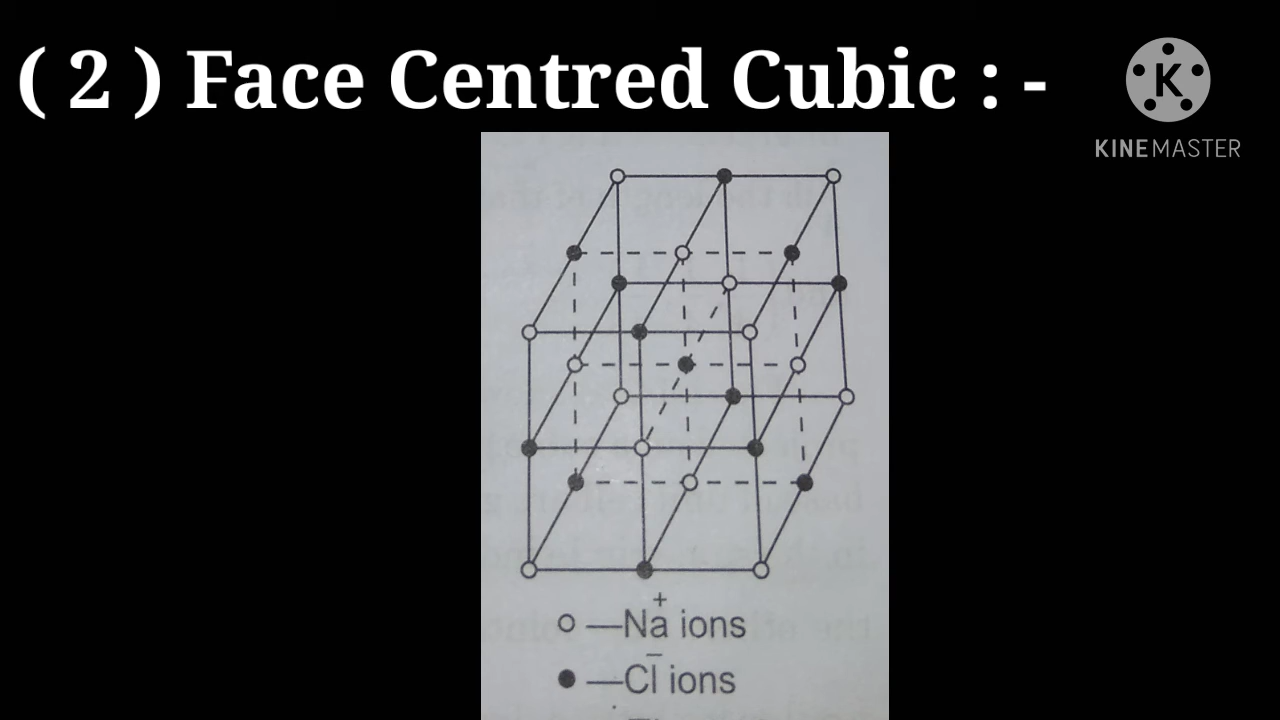 ( 2 ) Face Centred Cubic : -
K
KINEMASTER
○ —Na⁺ ions
● —Cl⁻ ions